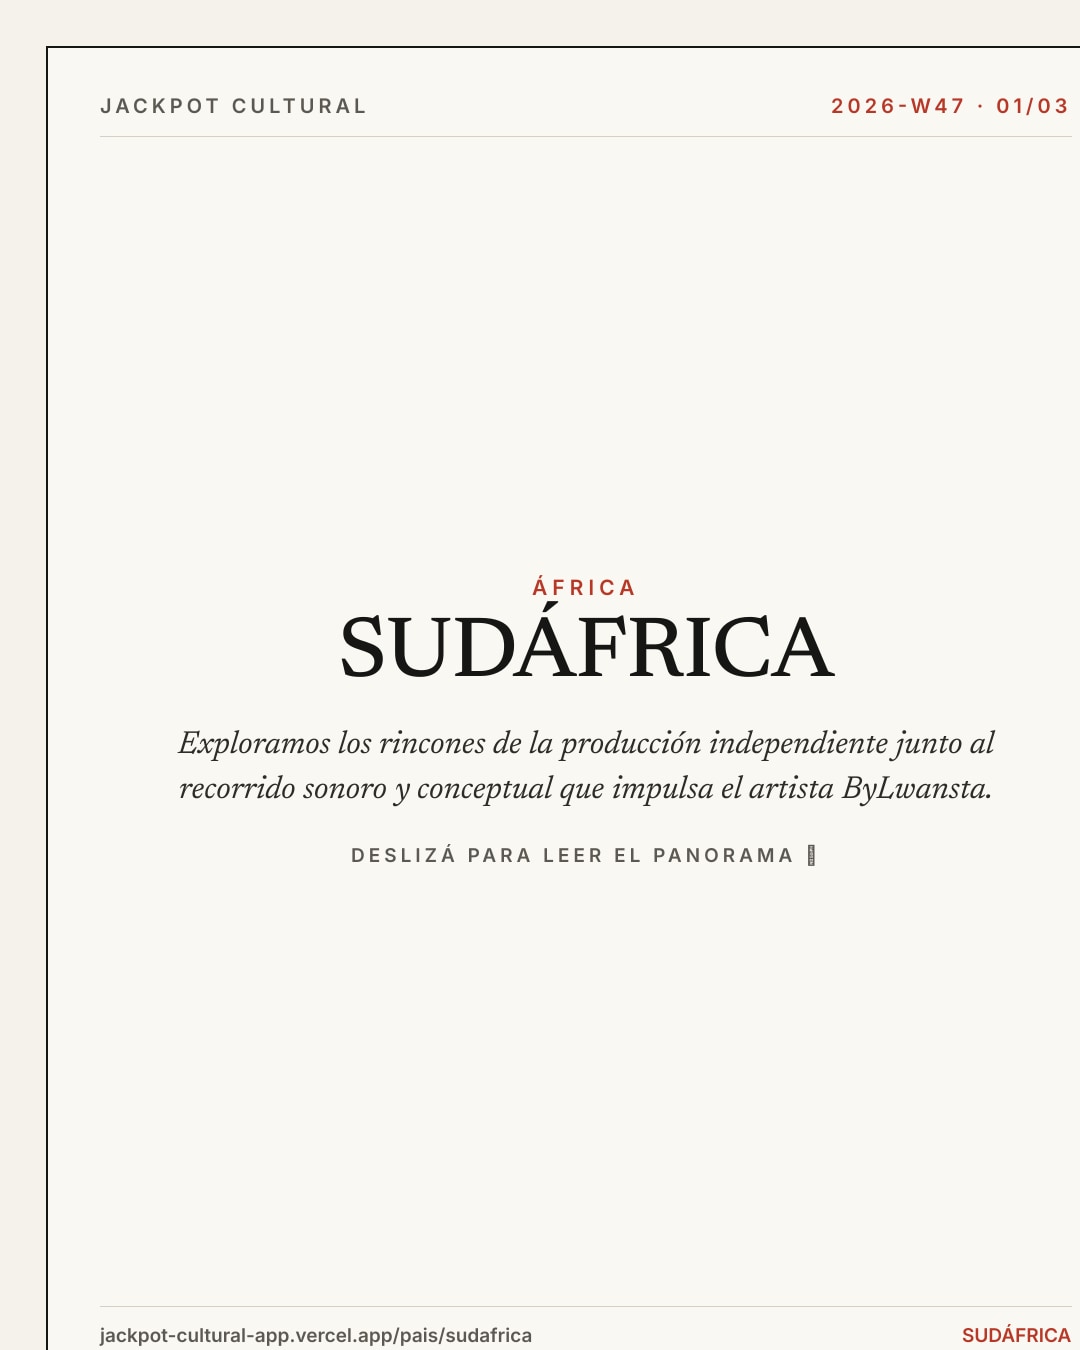 JACKPOT CULTURAL
2026-W47 · 01/03
ÁFRICA
SUDÁFRICA
Exploramos los rincones de la producción independiente junto al
recorrido sonoro y conceptual que impulsa el artista ByLwansta.
DESLIZÁ PARA LEER EL PANORAMA
jackpot-cultural-app.vercel.app/pais/sudafrica
SUDÁFRICA